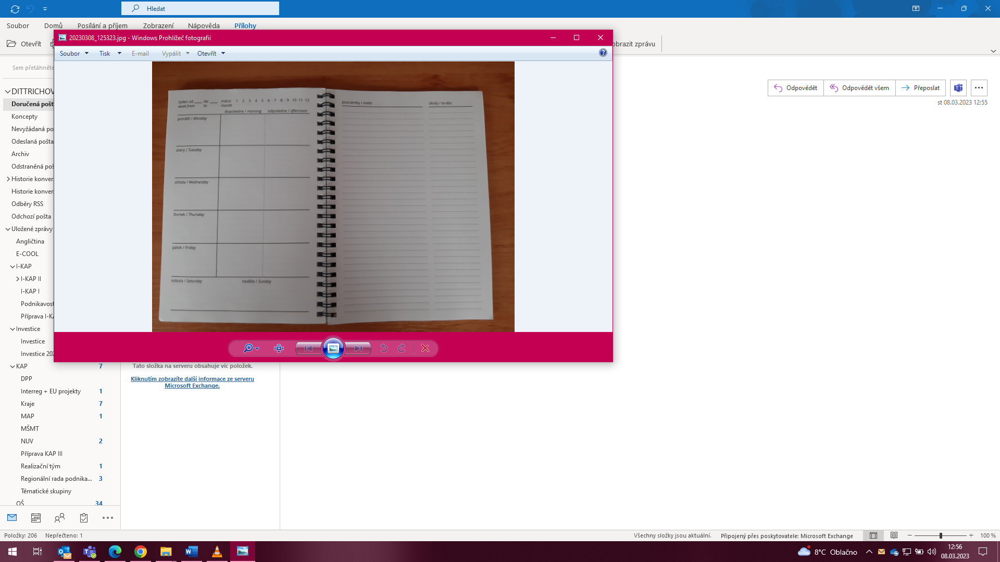 Hledat
Soubor Domů Posílání a příjem Zobrazení Nápověda Přílohy
Otevřít
obrazit zprávu
20230308_125323.jpg - Windows Prohlížeč fotografií
Soubor Tisk E-mail Vypálit Otevřít
Sem přetáhněte
DITTRICHOV
Doručená pošt
Koncepty
Nevyžádaná po
Odeslaná pošta
Archiv
Odstraněná poš
Historie konver.
Historie konver.
Odběry RSS
Odchozí pošta
Uložené zprávy
Angličtina
E-COOL
I-KAP
I-KAP II
I-KAP I
Podnikavost
Příprava I-KA
Investice
Investice
Investice 202
KAP 7
DPP
Interreg + EU projekty 1
Kraje 7
MAP 1
MŠMT
NUV 2
Příprava KAP III
Realizační tým 1
Regionální rada podnika... 3
Tématické skupiny
OŠ 34
týden od ____ do ____ měsíc 1 2 3 4 5 6 7 8 9 10 11 12
week from to month
dopoledne / morning odpoledne / afternoon
pondělí / Monday
úterý / Tuesday
středa / Wednesday
čtvrtek / Thursday
pátek / Friday
sobota / Saturday neděle / Sunday
poznámky / notes úkoly / to-dos
Odpovědět Odpovědět všem Přeposlat
st 08.03.2023 12:55
Tato složka na serveru obsahuje víc položek.
Kliknutím zobrazíte další informace ze serveru
Microsoft Exchange.
Položky: 206 Nepřečteno: 1
Všechny složky jsou aktuální. Připojený přes poskytovatele: Microsoft Exchange
100 %
8°C Oblačno
12:56
08.03.2023